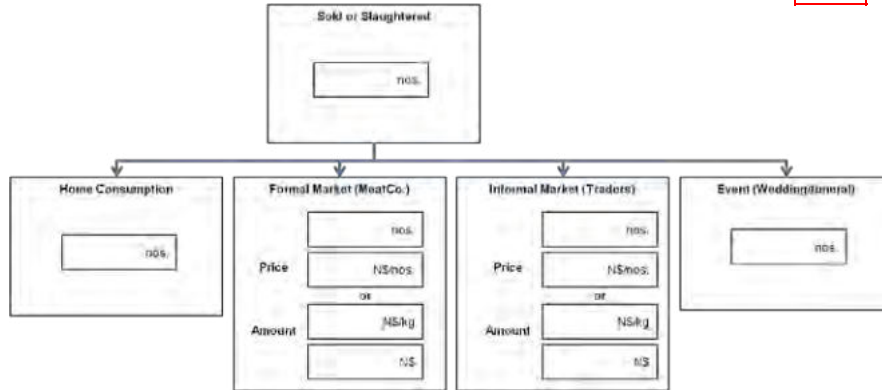 Sold or Slaughtered
nos.
Home Consumption
nos.
Formal Market (MeatCo.)
nos.
Price
N$/nos.
or
N$/kg
Amount
N$
Informal Market (Traders)
nos.
Price
N$/nos.
or
N$/kg
Amount
N$
Event (Wedding/funeral)
nos.